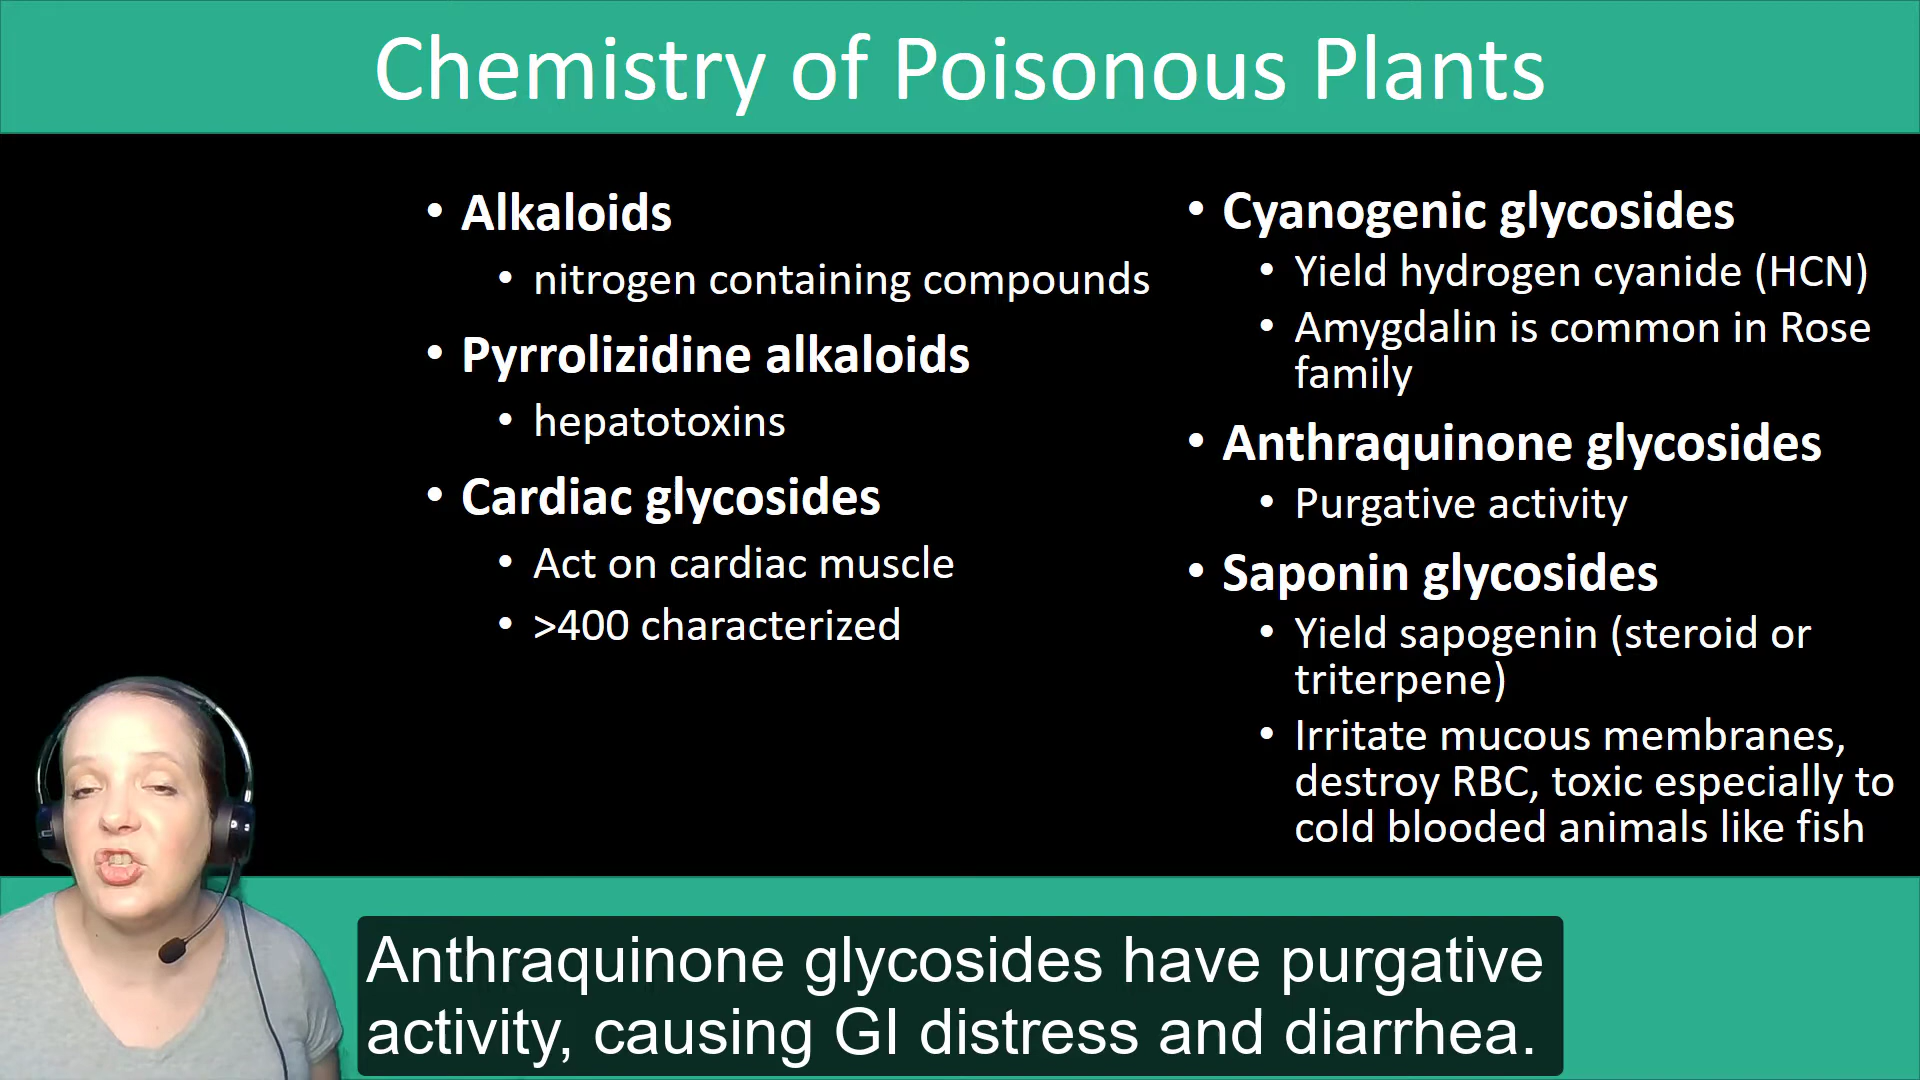 Chemistry of Poisonous Plants
• Alkaloids
• nitrogen containing compounds
• Pyrrolizidine alkaloids
• hepatotoxins
• Cardiac glycosides
• Act on cardiac muscle
• >400 characterized
• Cyanogenic glycosides
• Yield hydrogen cyanide (HCN)
• Amygdalin is common in Rose
family
• Anthraquinone glycosides
• Purgative activity
• Saponin glycosides
• Yield sapogenin (steroid or
triterpene)
• Irritate mucous membranes,
destroy RBC, toxic especially to
cold blooded animals like fish
Anthraquinone glycosides have purgative
activity, causing GI distress and diarrhea.